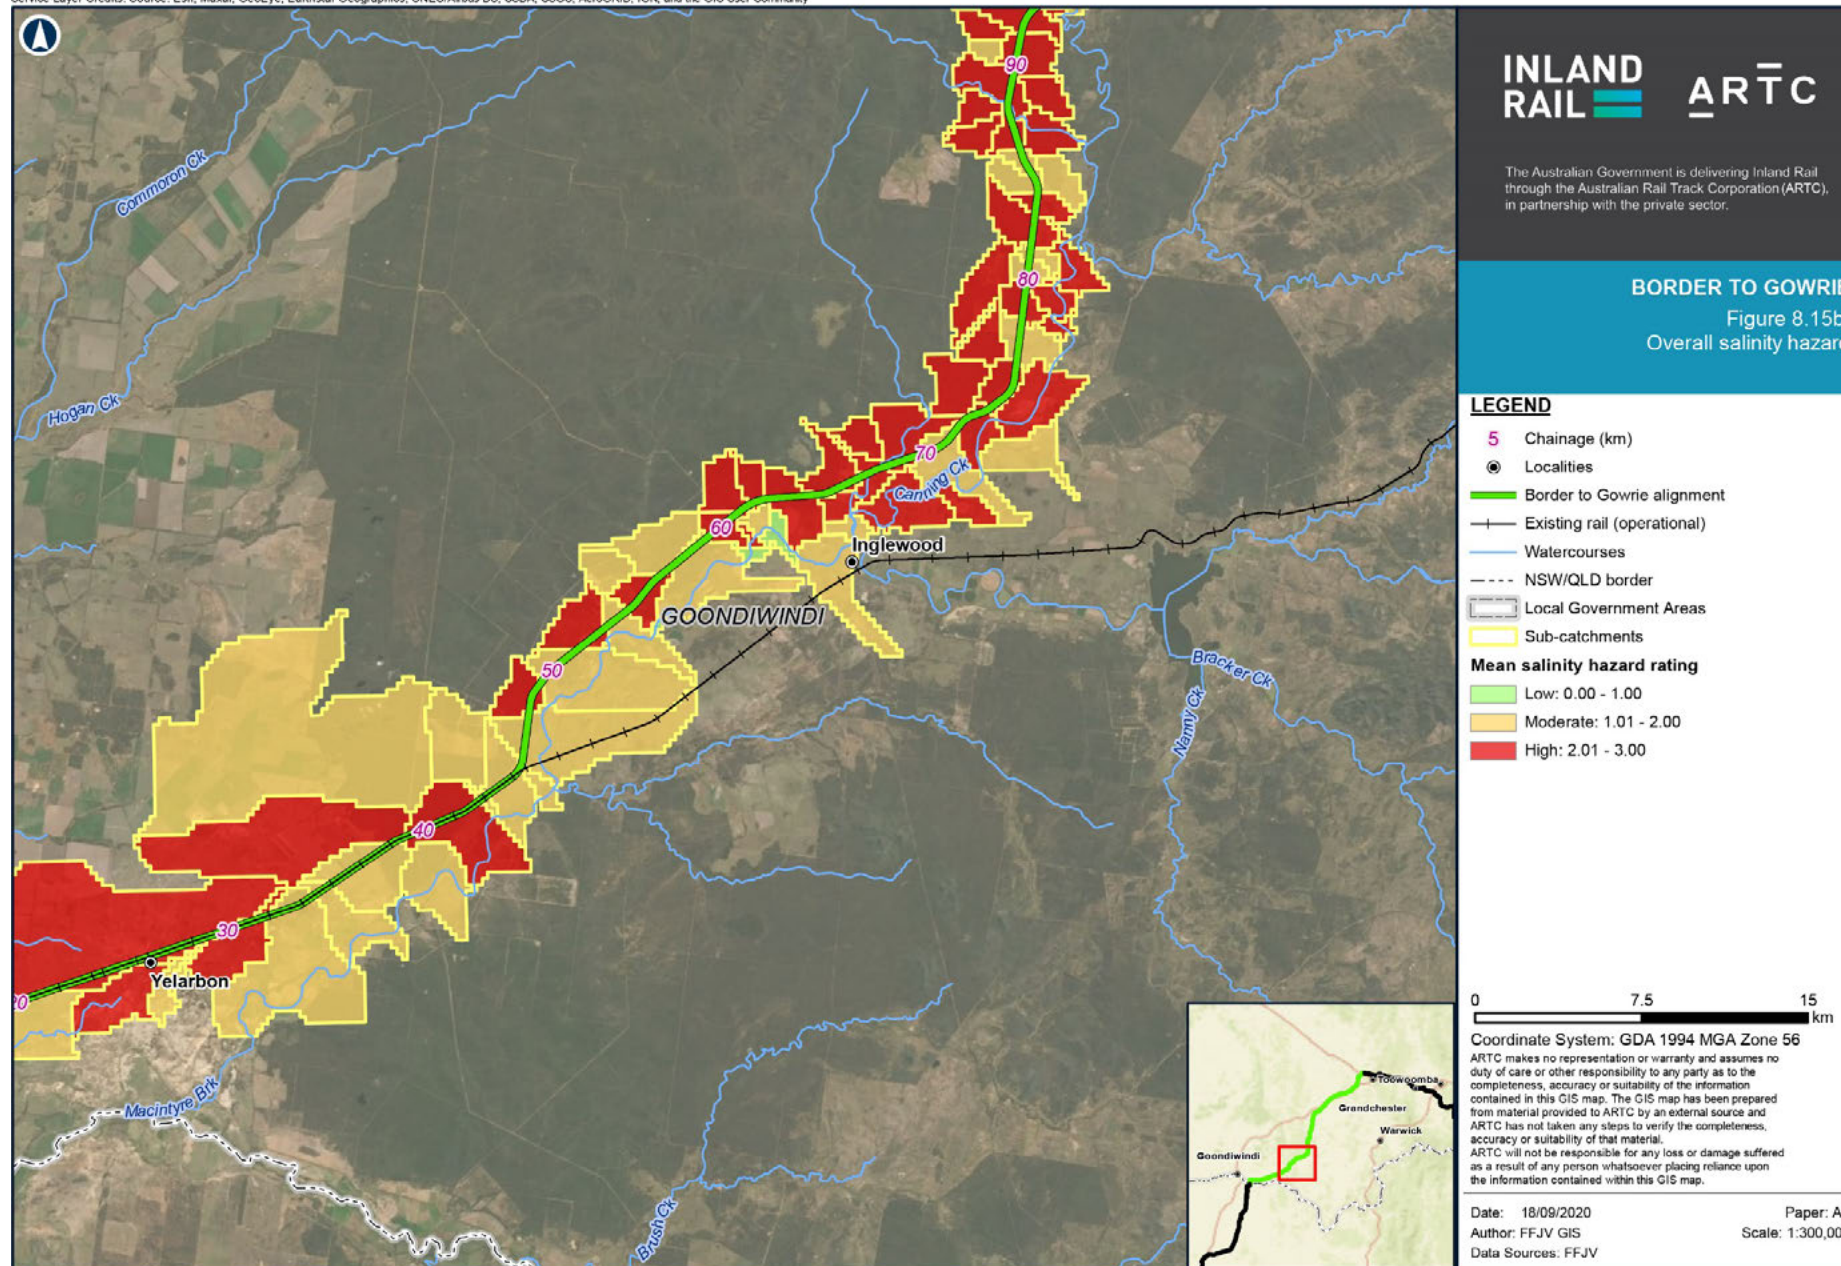 INLAND
RAIL
ARTC
The Australian Government is delivering Inland Rail
through the Australian Rail Track Corporation (ARTC),
in partnership with the private sector.
BORDER TO GOWRIE
Figure 8.15b
Overall salinity hazard
LEGEND
5 Chainage (km)
Localities
Border to Gowrie alignment
Existing rail (operational)
Watercourses
NSW/QLD border
Local Government Areas
Sub-catchments
Mean salinity hazard rating
Low: 0.00 - 1.00
Moderate: 1.01 - 2.00
High: 2.01 - 3.00
0 7.5 15
km
Coordinate System: GDA 1994 MGA Zone 56
ARTC makes no representation or warranty and assumes no
duty of care or other responsibility to any party as to the
completeness, accuracy or suitability of the information
contained in this GIS map. The GIS map has been prepared
from material provided to ARTC by an external source and
ARTC has not taken any steps to verify the completeness,
accuracy or suitability of that material.
ARTC will not be responsible for any loss or damage suffered
as a result of any person whatsoever placing reliance upon
the information contained within this GIS map.
Date: 18/09/2020 Paper: A
Author: FFJV GIS Scale: 1:300,00
Data Sources: FFJV
90
80
70
60
50
40
30
20
Commoron Ck
Hogan Ck
Canning Ck
Inglewood
GOONDIWINDI
Bracker Ck
Nanny Ck
Yelarbon
Macintyre Brk
Brush Ck
Toowoomba
Grandchester
Warwick
Goondiwindi